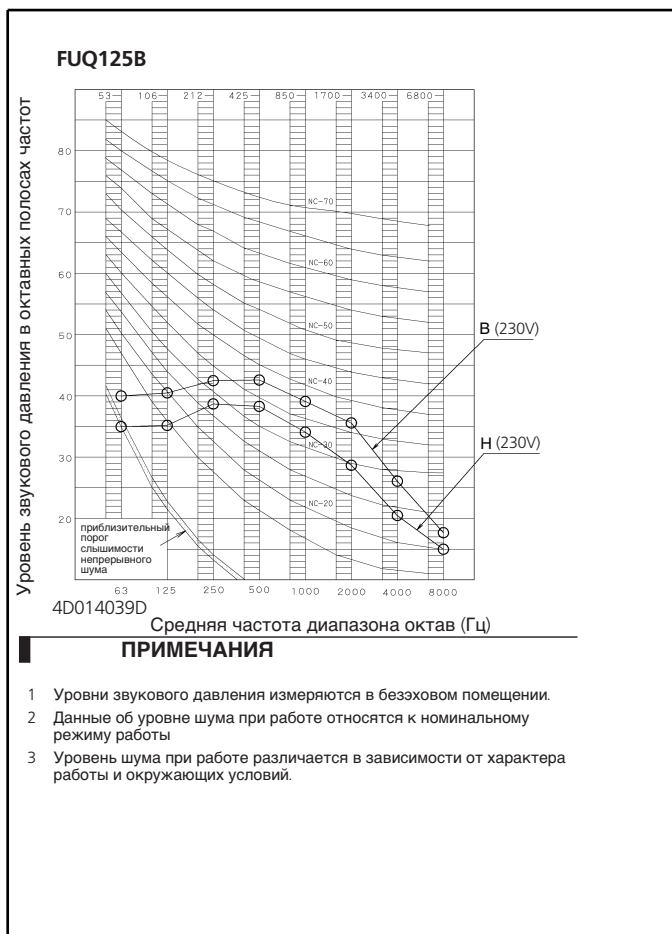 FUQ125B
Уровень звукового давления в октавных полосах частот
53 106 212 425 850 1700 3400 6800
80
70
60
50
40
30
20
NC-70
NC-60
NC-50
NC-40
NC-30
NC-20
В (230V)
Н (230V)
приблизительный
порог
слышимости
непрерывного
шума
63 125 250 500 1000 2000 4000 8000
4D014039D
Средняя частота диапазона октав (Гц)
ПРИМЕЧАНИЯ
1 Уровни звукового давления измеряются в безэховом помещении.
2 Данные об уровне шума при работе относятся к номинальному
режиму работы
3 Уровень шума при работе различается в зависимости от характера
работы и окружающих условий.